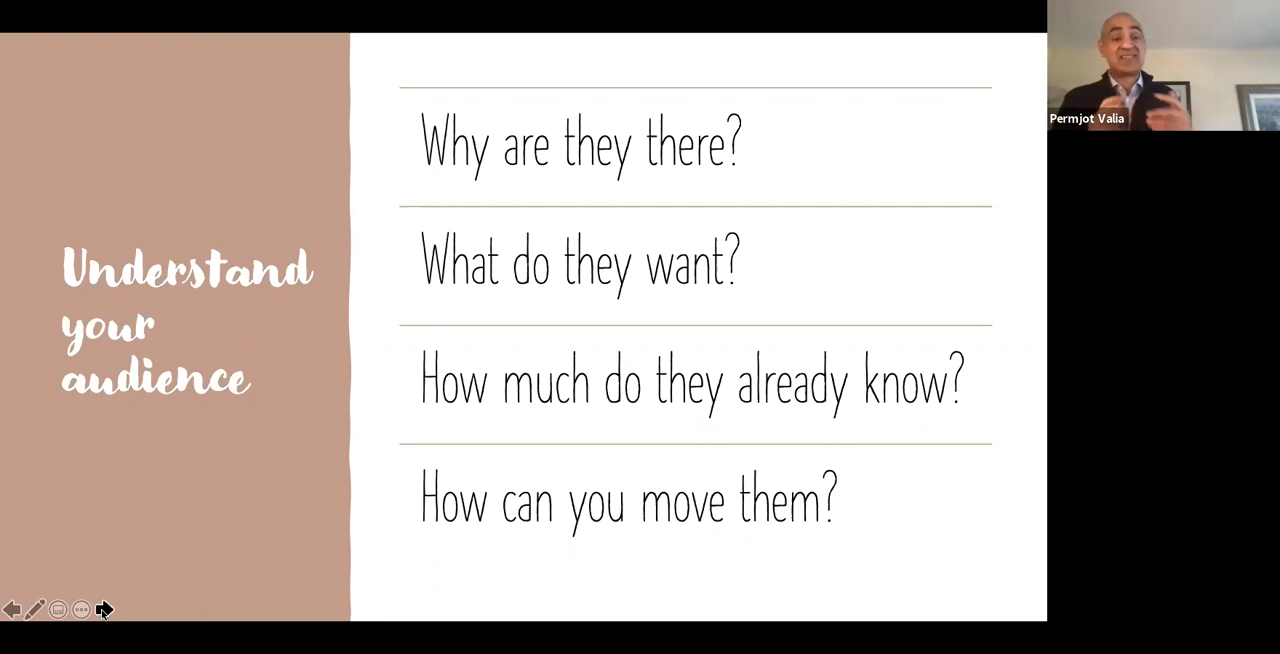 Understand
your
audience
Why are they there?
What do they want?
How much do they already know?
How can you move them?
Permjot Valia